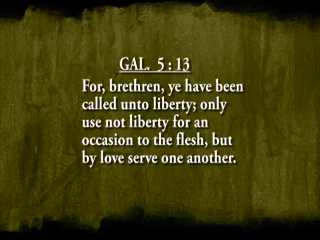 GAL. 5 : 13
For, brethren, ye have been
called unto liberty; only
use not liberty for an
occasion to the flesh, but
by love serve one another.